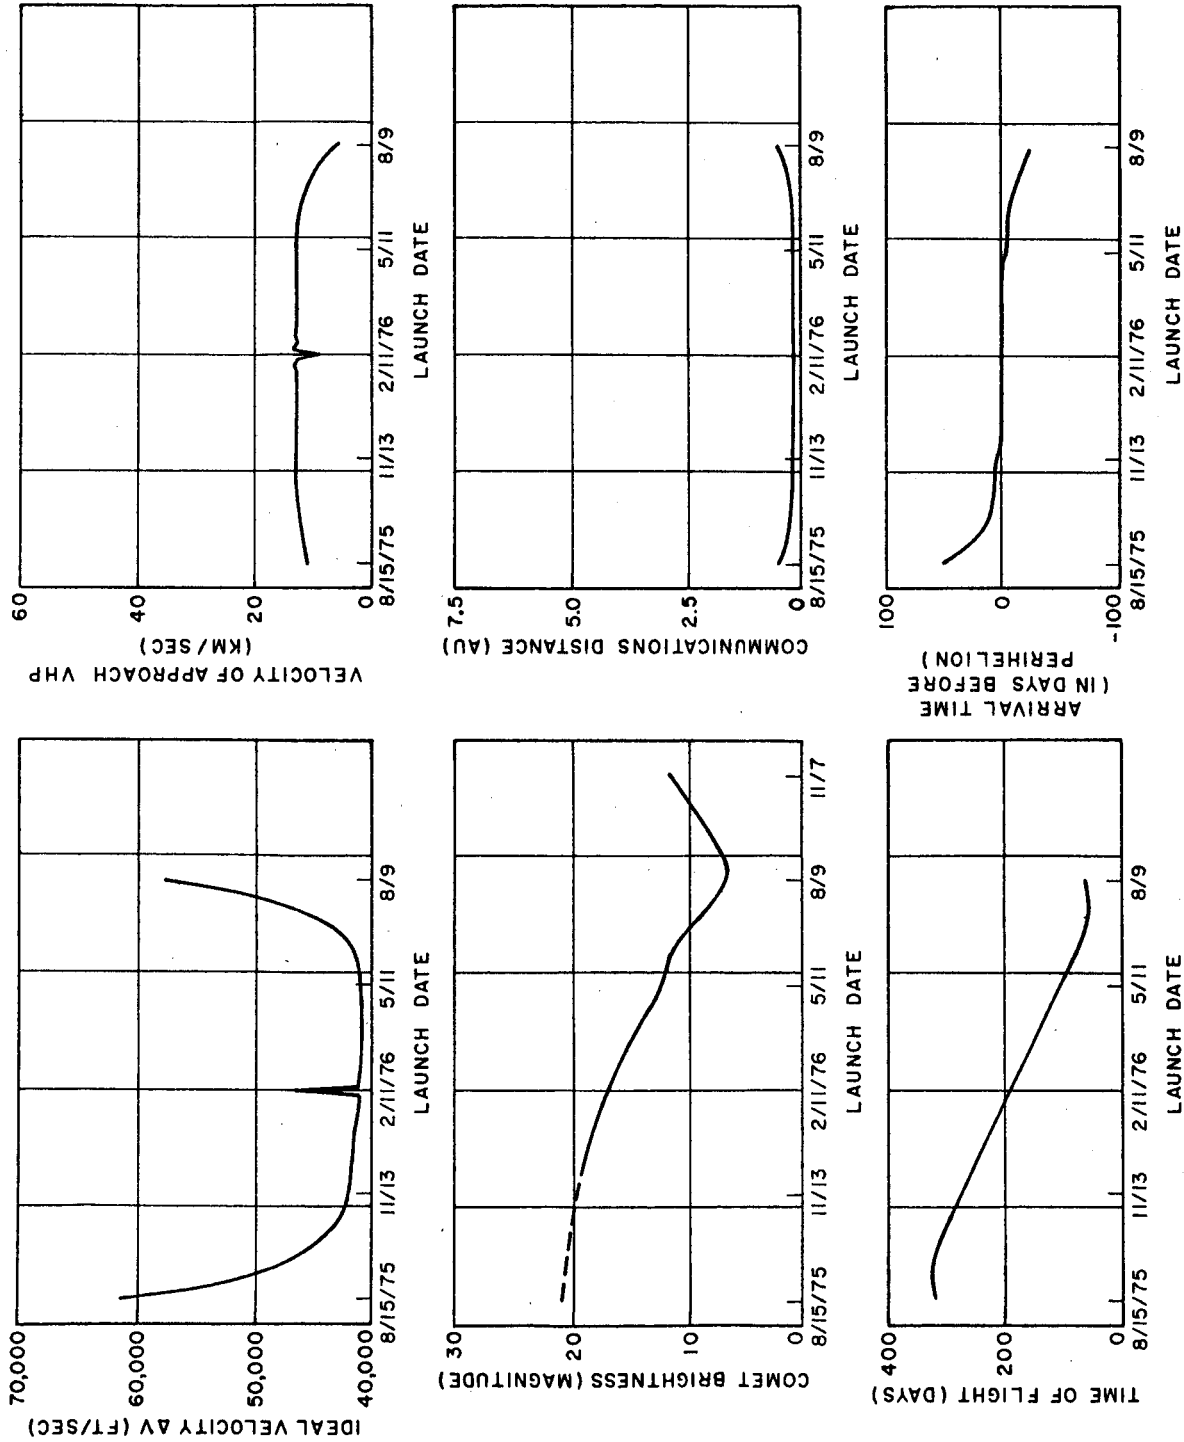 70,000
60,000
50,000
40,000
IDEAL VELOCITY ΔV (FT/SEC)
8/15/75 11/13 2/11/76 5/11 8/9
LAUNCH DATE
60
40
20
0
VELOCITY OF APPROACH VHP
(KM/SEC)
8/15/75 11/13 2/11/76 5/11 8/9
LAUNCH DATE
30
20
10
0
COMET BRIGHTNESS (MAGNITUDE)
8/15/75 11/13 2/11/76 5/11 8/9 11/7
LAUNCH DATE
7.5
5.0
2.5
0
COMMUNICATIONS DISTANCE (AU)
8/15/75 11/13 2/11/76 5/11 8/9
LAUNCH DATE
400
200
0
TIME OF FLIGHT (DAYS)
8/15/75 11/13 2/11/76 5/11 8/9
LAUNCH DATE
100
0
-100
ARRIVAL TIME
(IN DAYS BEFORE
PERIHELION)
8/15/75 11/13 2/11/76 5/11 8/9
LAUNCH DATE